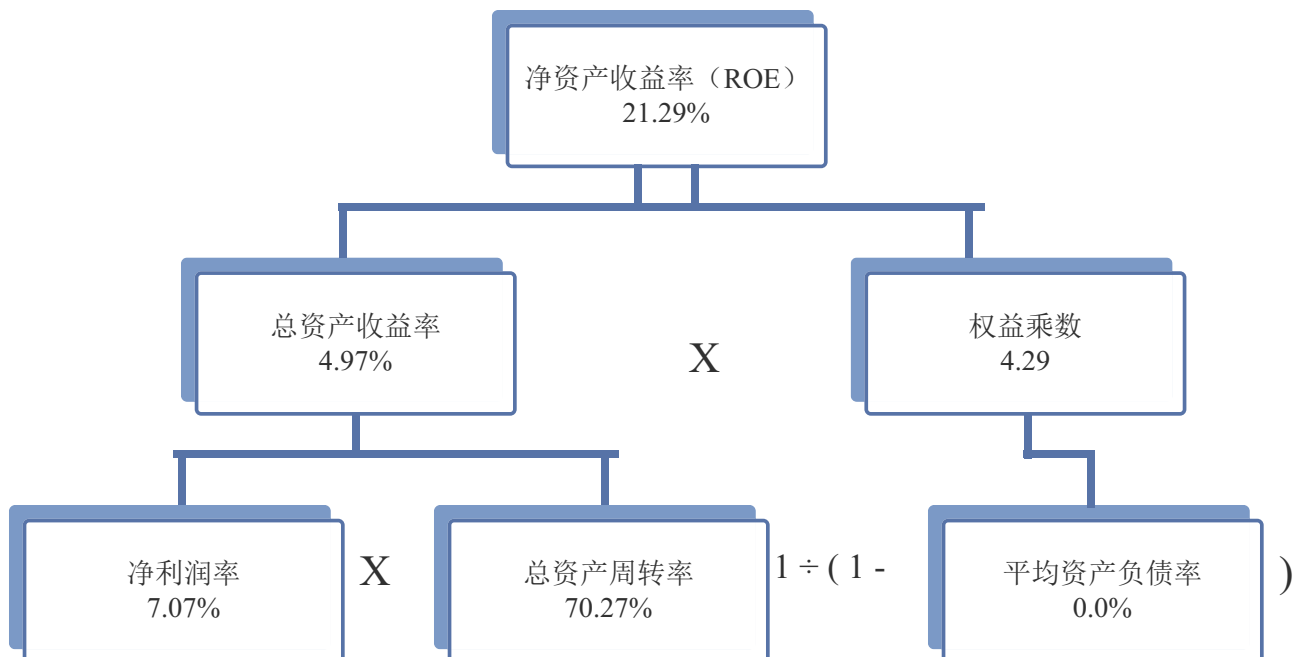 净资产收益率（ROE）
21.29%
总资产收益率
4.97%
X
权益乘数
4.29
净利润率
7.07%
X
总资产周转率
70.27%
1 ÷ ( 1 -
平均资产负债率
0.0%
)